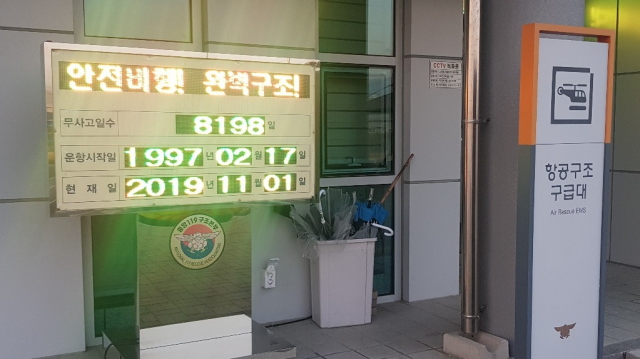 안전비행! 완벽구조!
무사고일수 8198 일
운항시작일 1997 년 02 월 17 일
현재일 2019 년 11 월 01 일
CCTV
항공구조
구급대
Air Rescue EMS